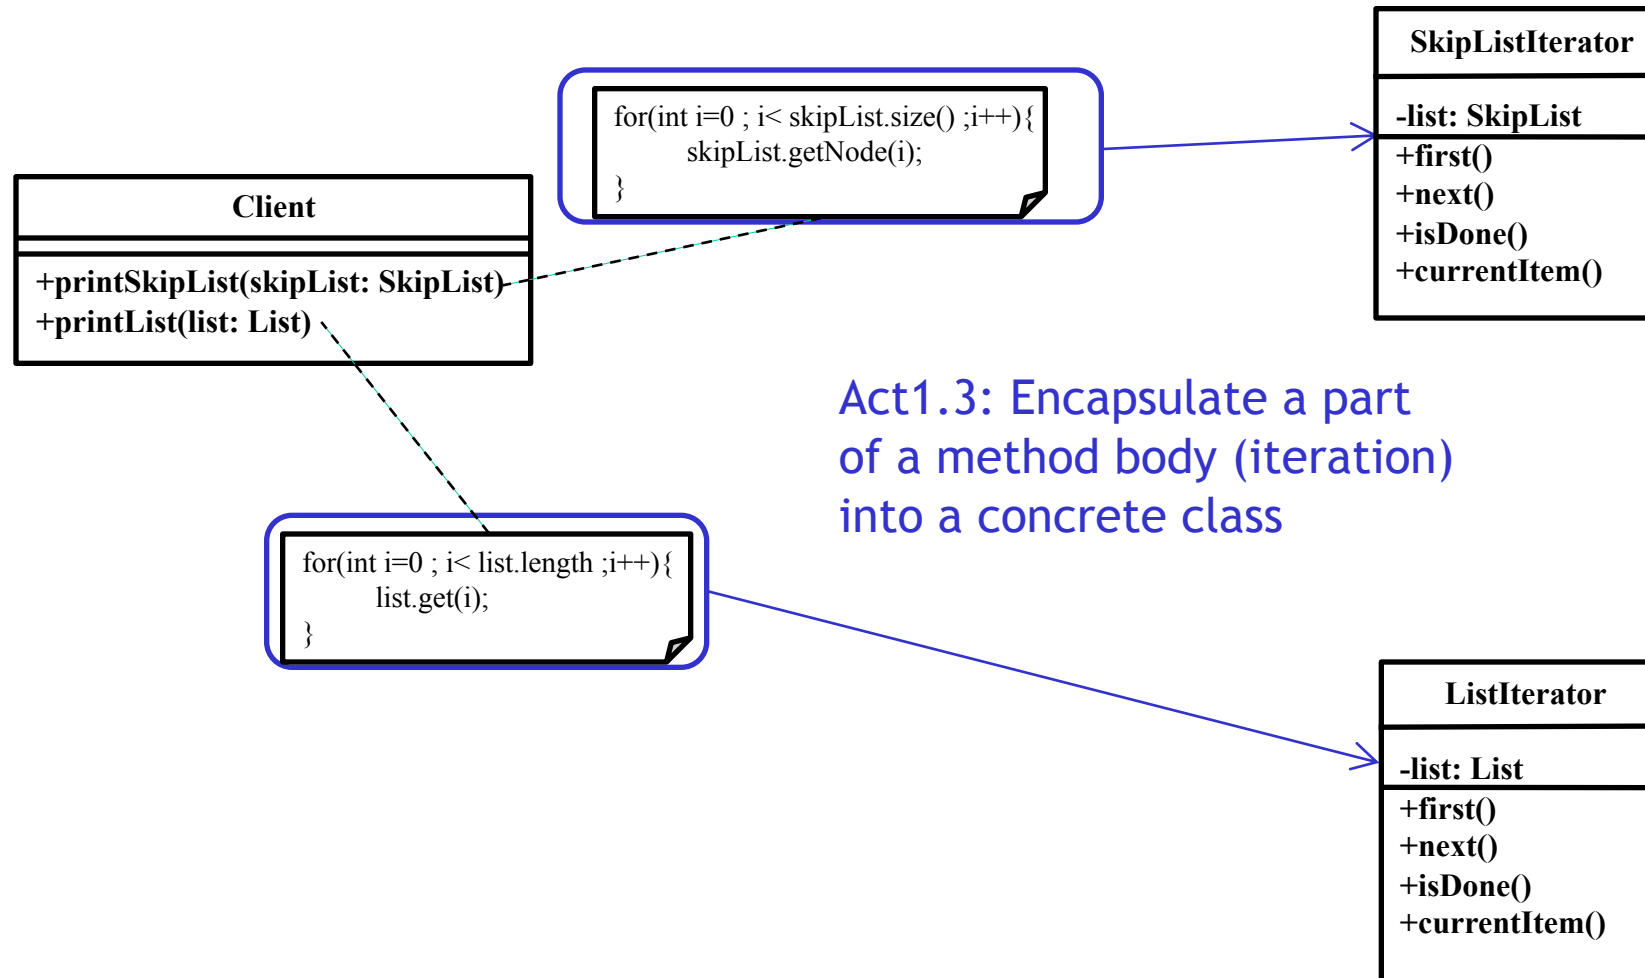 SkipListIterator
-list: SkipList
+first()
+next()
+isDone()
+currentItem()
for(int i=0 ; i< skipList.size() ;i++){
skipList.getNode(i);
}
Client
+printSkipList(skipList: SkipList)
+printList(list: List)
Act1.3: Encapsulate a part
of a method body (iteration)
into a concrete class
for(int i=0 ; i< list.length ;i++){
list.get(i);
}
ListIterator
-list: List
+first()
+next()
+isDone()
+currentItem()